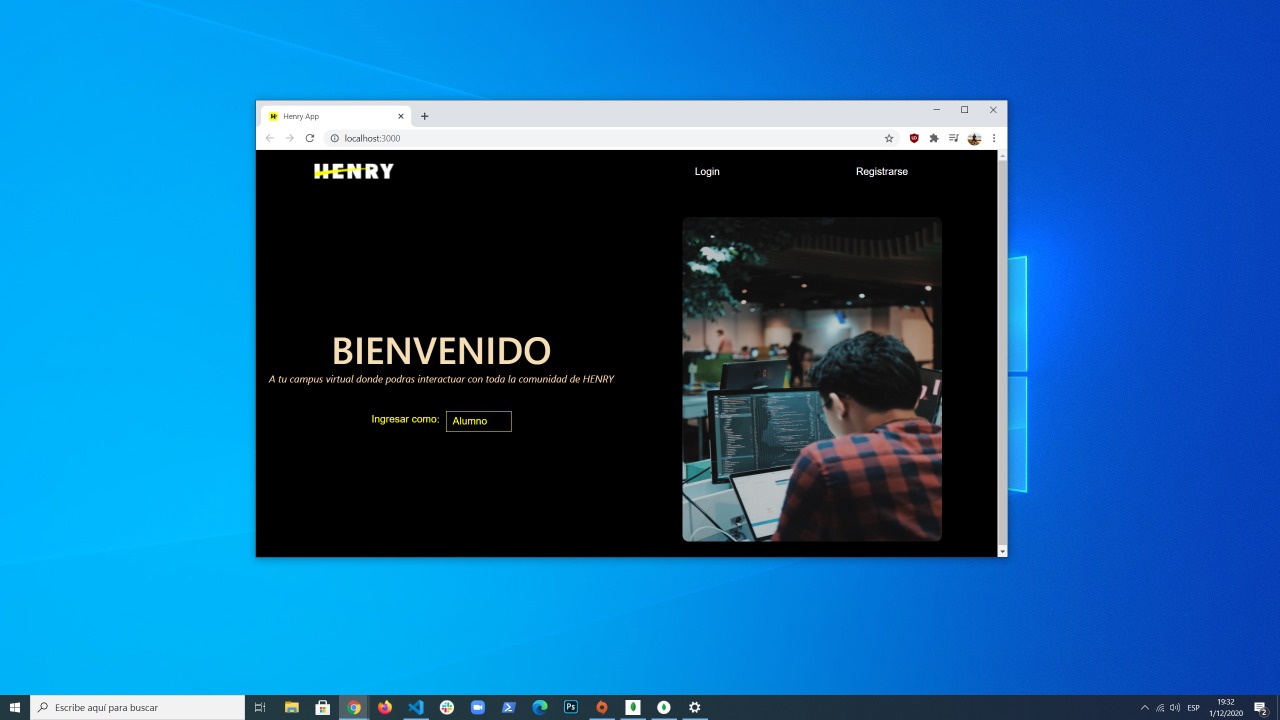 Henry App
localhost:3000
HENRY
Login
Registrarse
BIENVENIDO
A tu campus virtual donde podras interactuar con toda la comunidad de HENRY
Ingresar como: Alumno
Escribe aquí para buscar
Ps
ESP
19:32
1/12/2020
2